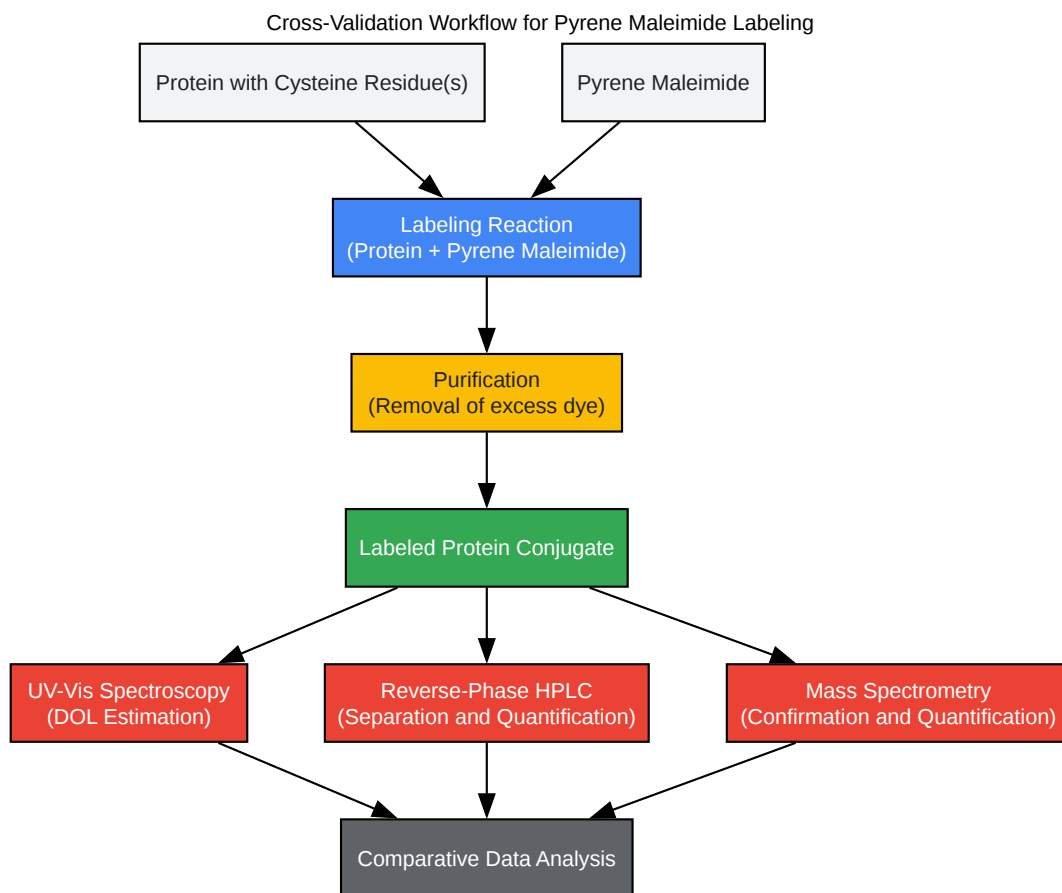 Cross-Validation Workflow for Pyrene Maleimide Labeling
Protein with Cysteine Residue(s)
Pyrene Maleimide
Labeling Reaction
(Protein + Pyrene Maleimide)
Purification
(Removal of excess dye)
Labeled Protein Conjugate
UV-Vis Spectroscopy
(DOL Estimation)
Reverse-Phase HPLC
(Separation and Quantification)
Mass Spectrometry
(Confirmation and Quantification)
Comparative Data Analysis